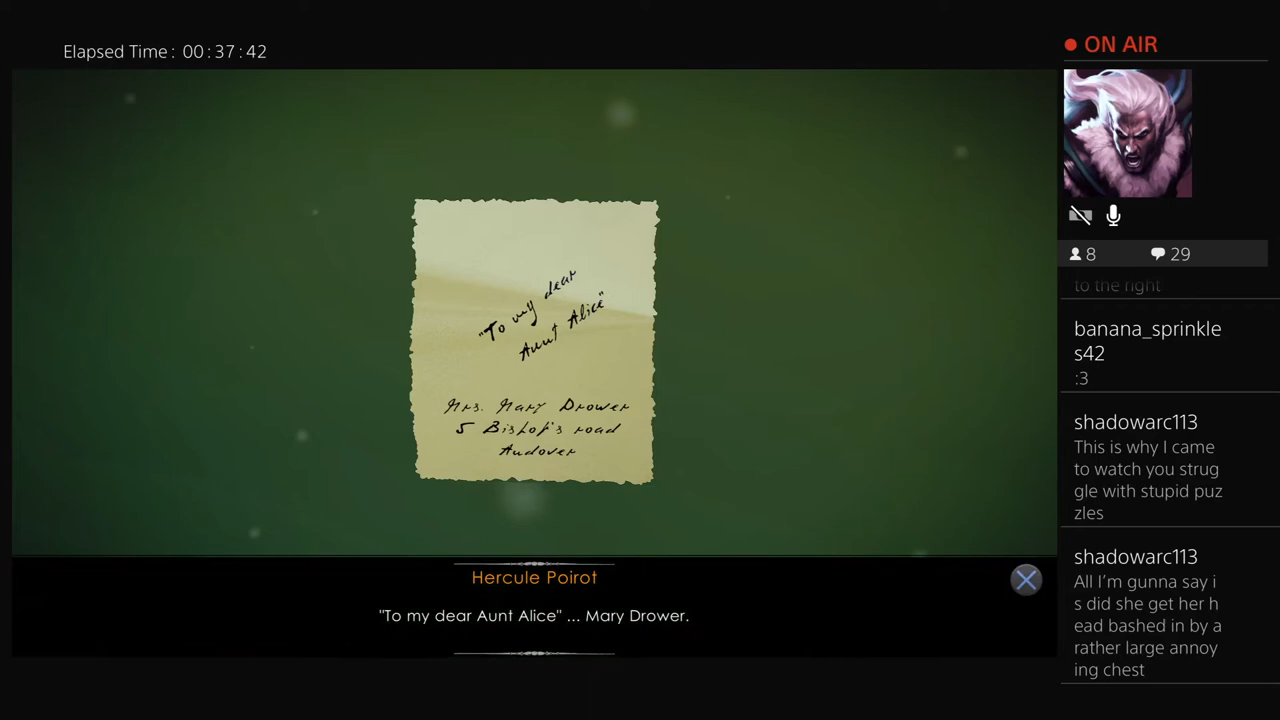 Elapsed Time: 00:37:42
ON AIR
8 29
to the right
banana_sprinkle
s42
:3
shadowarc113
This is why I came
to watch you strug
gle with stupid puz
zles
shadowarc113
All I'm gunna say i
s did she get her h
ead bashed in by a
rather large annoy
ing chest
"To my dear
Aunt Alice"
Mrs. Mary Drower
5 Bishop's road
Andover
Hercule Poirot
"To my dear Aunt Alice" ... Mary Drower.